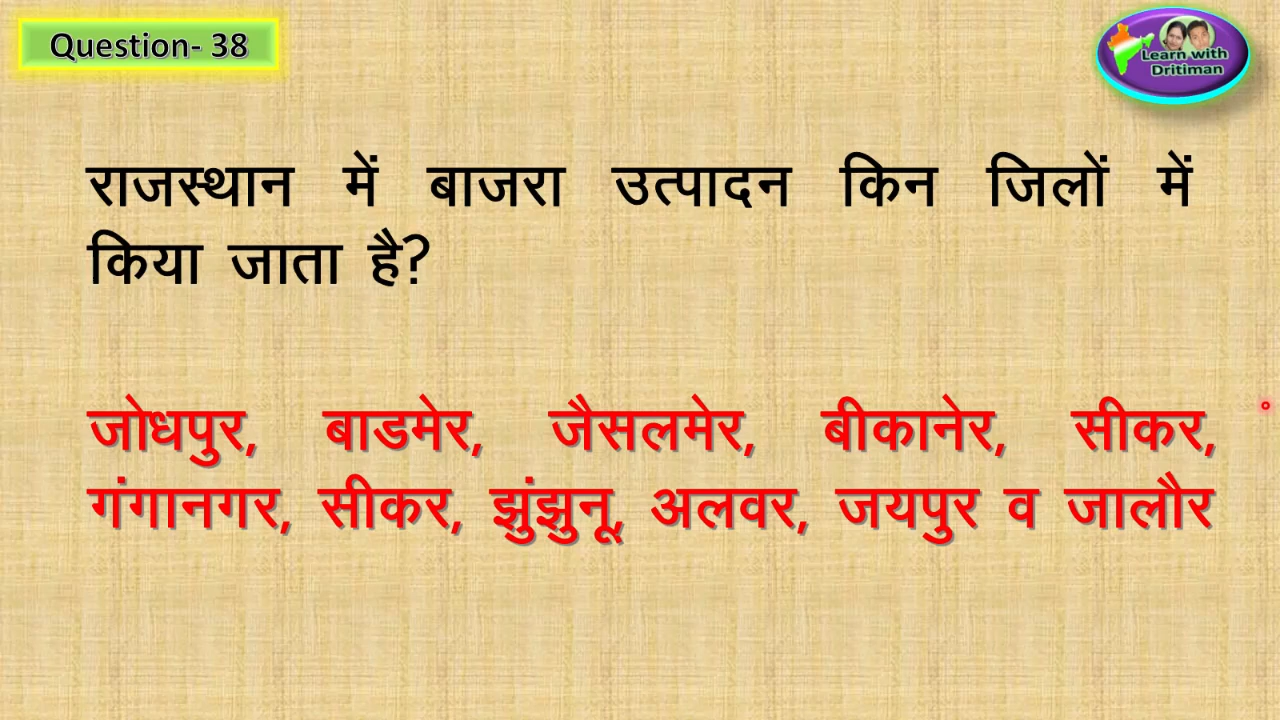 Question- 38
Learn with
Dritiman
राजस्थान में बाजरा उत्पादन किन जिलों में
किया जाता है?
जोधपुर, बाडमेर, जैसलमेर, बीकानेर, सीकर,
गंगानगर, सीकर, झुंझुनू, अलवर, जयपुर व जालौर